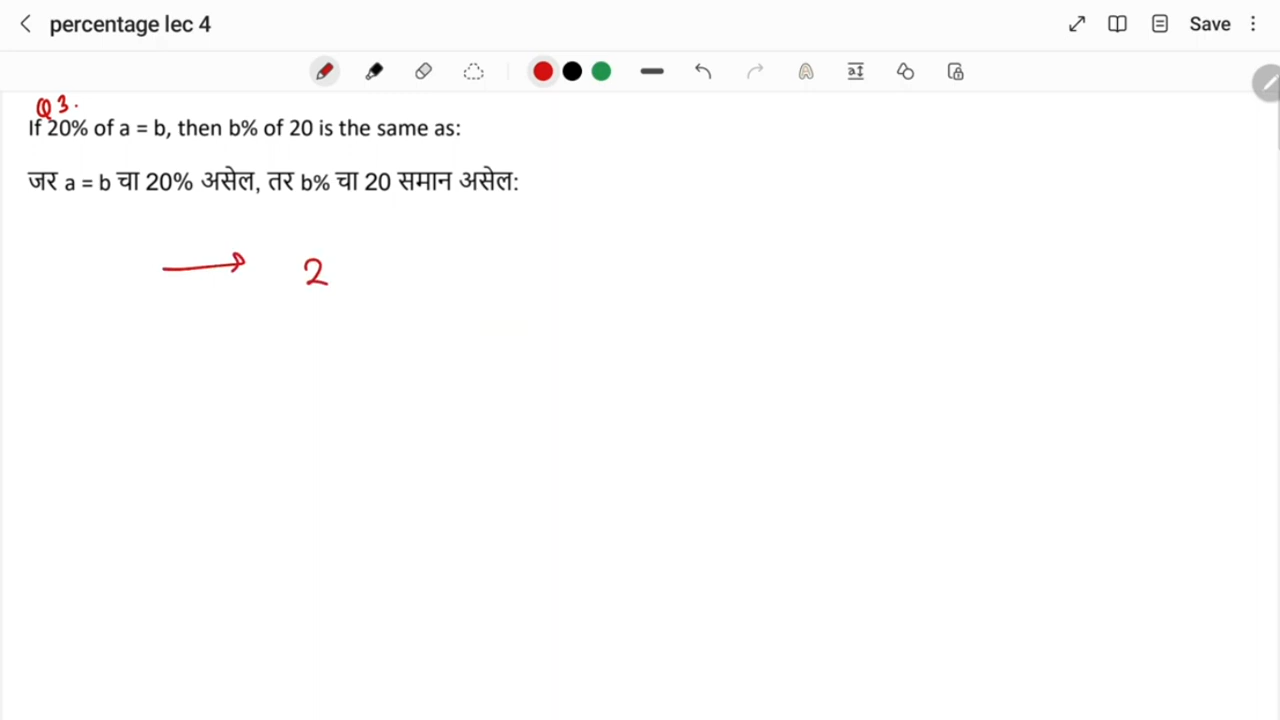 percentage lec 4
Save
Q3.
If 20% of a = b, then b% of 20 is the same as:
जर a = b चा 20% असेल, तर b% चा 20 समान असेल:
2